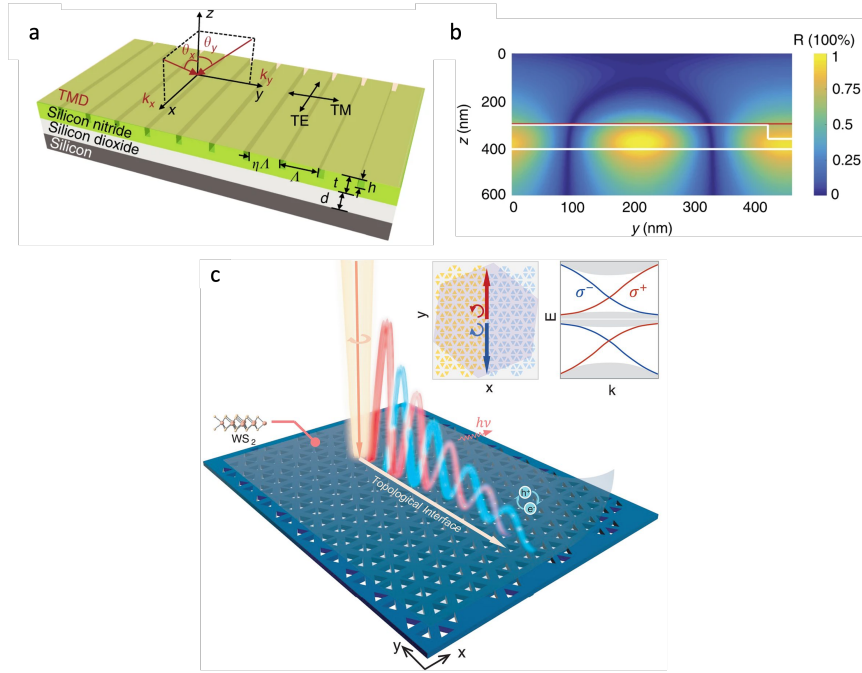 a
z
θx
θy
kx
ky
x
y
TE
TM
TMD
Silicon nitride
Silicon dioxide
Silicon
ηΛ
Λ
t
h
d
b
R (100%)
0
200
400
600
z (nm)
0
100
200
300
400
y (nm)
1
0.75
0.5
0.25
0
c
y
x
E
σ−
σ+
k
WS2
hν
Topological Interface
h+
e-
y
x